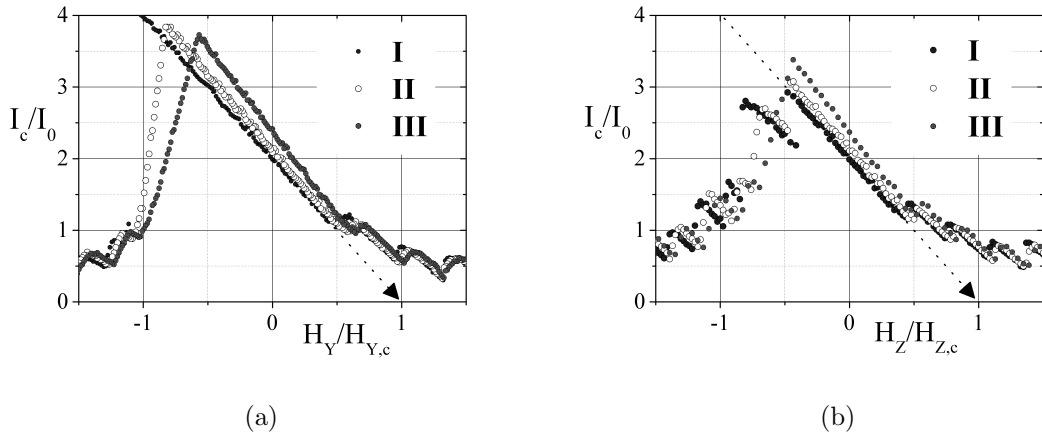 4
3
2
1
0
I_c/I_0
-1 0 1
H_Y/H_{Y,c}
I
II
III
(a)
4
3
2
1
0
I_c/I_0
-1 0 1
H_Z/H_{Z,c}
I
II
III
(b)